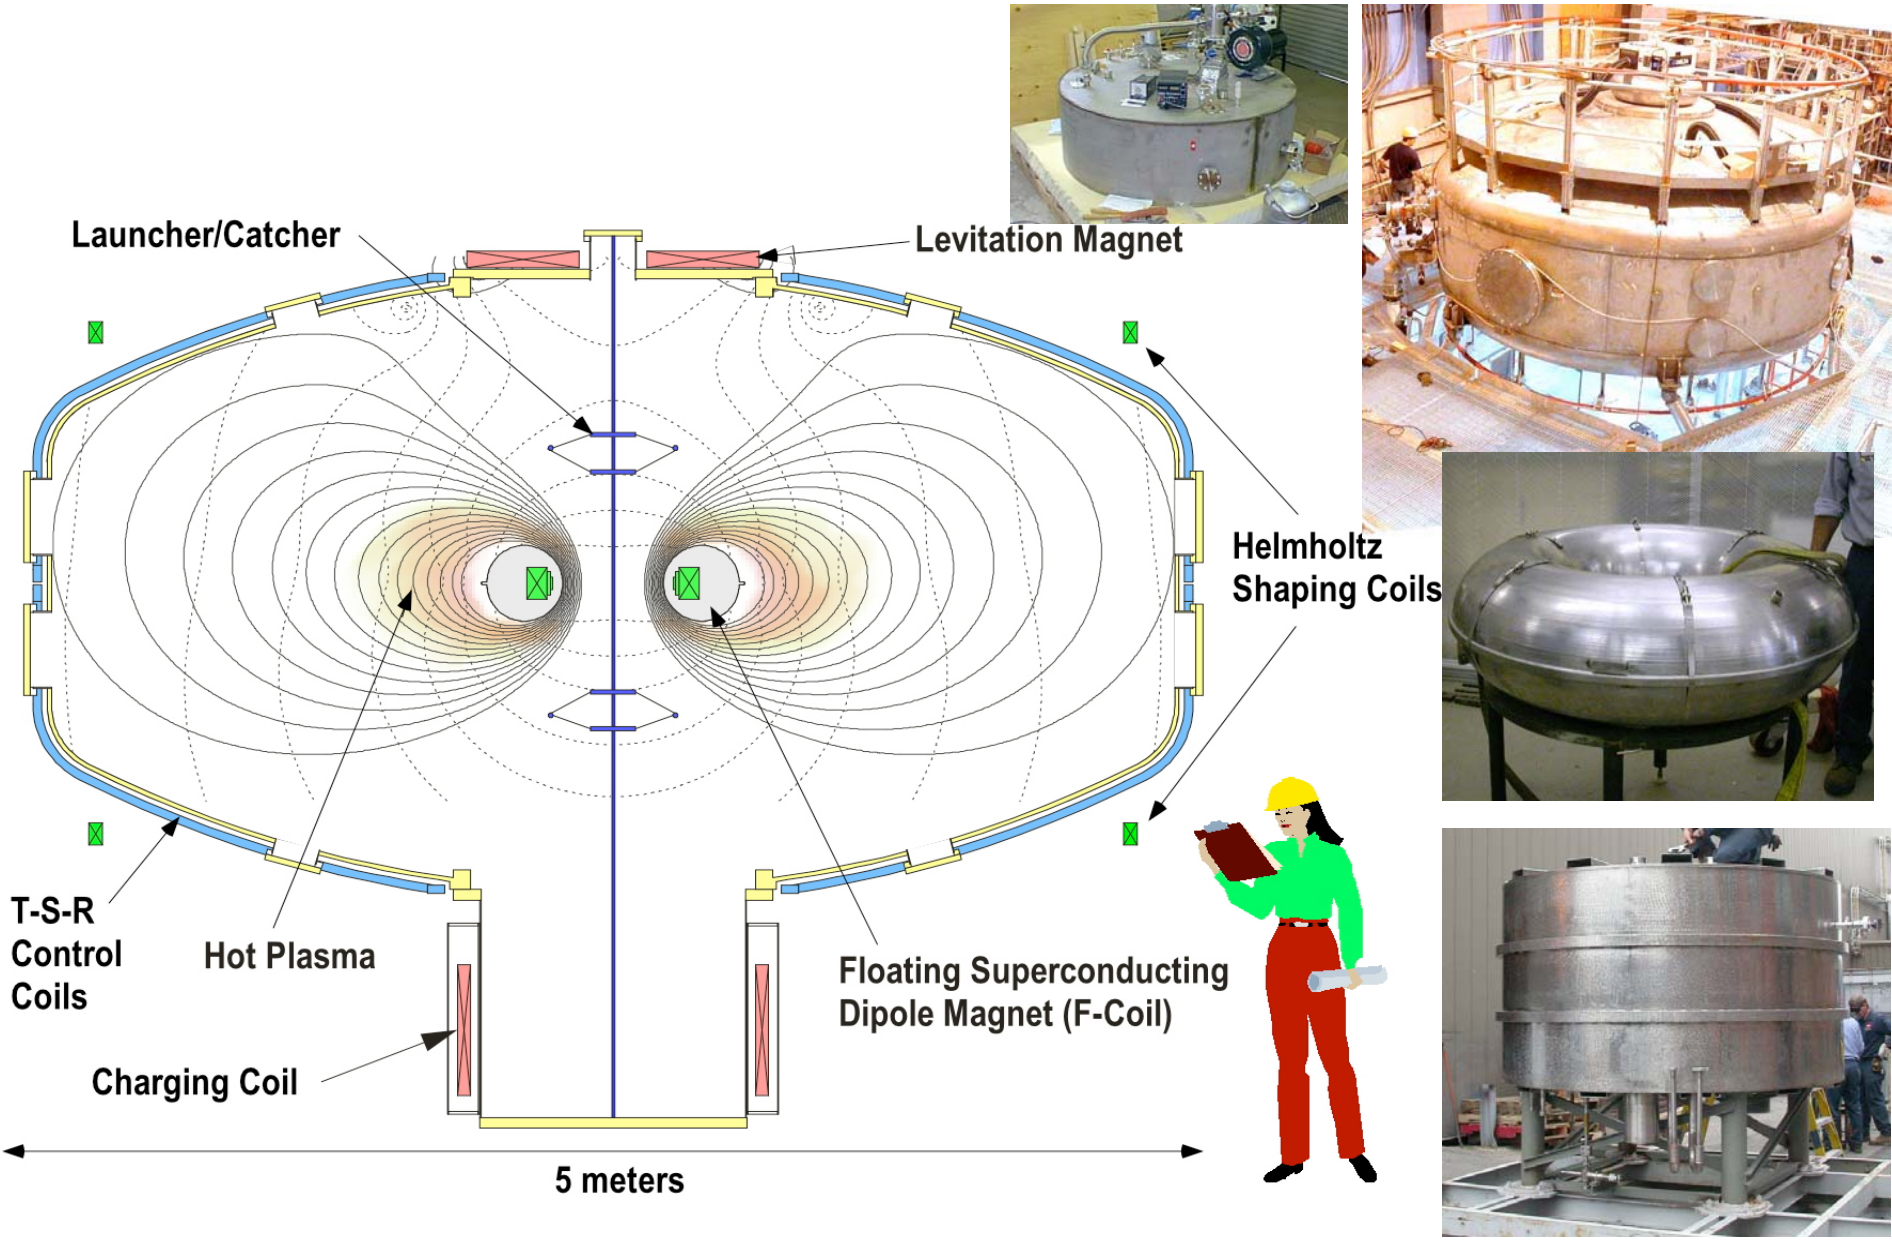 Launcher/Catcher
Levitation Magnet
Helmholtz
Shaping Coils
T-S-R
Control
Coils
Hot Plasma
Floating Superconducting
Dipole Magnet (F-Coil)
Charging Coil
5 meters